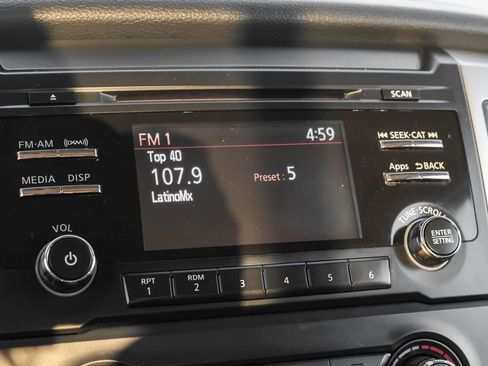 SCAN
FM·AM (XM)
MEDIA DISP
VOL
FM 1 4:59
Top 40
107.9 Preset : 5
LatinoMx
SEEK·CAT
Apps BACK
TUNE·SCROLL
ENTER
SETTING
RPT
1
RDM
2
3
4
5
6